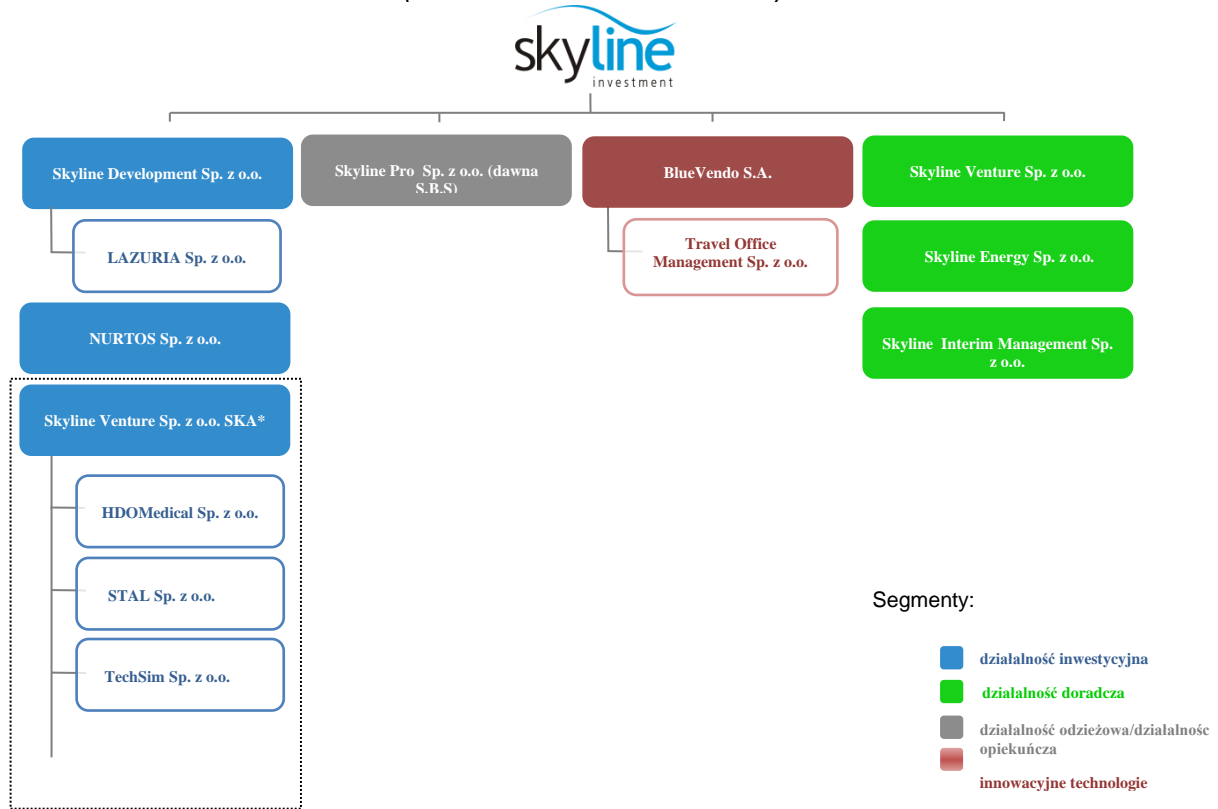 skyline
investment
Skyline Development Sp. z o.o.
Skyline Pro Sp. z o.o. (dawna
S.B.S)
BlueVendo S.A.
Skyline Venture Sp. z o.o.
LAZURIA Sp. z o.o.
Travel Office
Management Sp. z o.o.
Skyline Energy Sp. z o.o.
NURTOS Sp. z o.o.
Skyline Interim Management Sp.
z o.o.
Skyline Venture Sp. z o.o. SKA*
HDOMedical Sp. z o.o.
STAL Sp. z o.o.
TechSim Sp. z o.o.
Segmenty:
działalność inwestycyjna
działalność doradcza
działalność odzieżowa/działalnośc
opiekuńcza
innowacyjne technologie